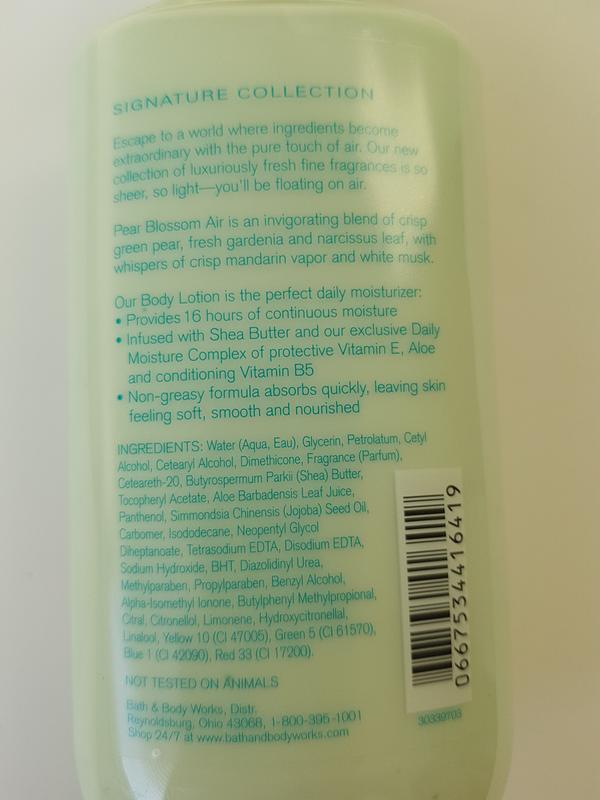 SIGNATURE COLLECTION
Escape to a world where ingredients become
extraordinary with the pure touch of air. Our new
collection of luxuriously fresh fine fragrances is so
sheer, so light—you'll be floating on air.
Pear Blossom Air is an invigorating blend of crisp
green pear, fresh gardenia and narcissus leaf, with
whispers of crisp mandarin vapor and white musk.
Our Body Lotion is the perfect daily moisturizer:
• Provides 16 hours of continuous moisture
• Infused with Shea Butter and our exclusive Daily
Moisture Complex of protective Vitamin E, Aloe
and conditioning Vitamin B5
• Non-greasy formula absorbs quickly, leaving skin
feeling soft, smooth and nourished
INGREDIENTS: Water (Aqua, Eau), Glycerin, Petrolatum, Cetyl
Alcohol, Cetearyl Alcohol, Dimethicone, Fragrance (Parfum),
Ceteareth-20, Butyrospermum Parkii (Shea) Butter,
Tocopheryl Acetate, Aloe Barbadensis Leaf Juice,
Panthenol, Simmondsia Chinensis (Jojoba) Seed Oil,
Carbomer, Isododecane, Neopentyl Glycol
Diheptanoate, Tetrasodium EDTA, Disodium EDTA,
Sodium Hydroxide, BHT, Diazolidinyl Urea,
Methylparaben, Propylparaben, Benzyl Alcohol,
Alpha-Isomethyl Ionone, Butylphenyl Methylpropional,
Citral, Citronellol, Limonene, Hydroxycitronellal,
Linalool, Yellow 10 (CI 47005), Green 5 (CI 61570),
Blue 1 (CI 42090), Red 33 (CI 17200).
NOT TESTED ON ANIMALS
Bath & Body Works, Distr.
Reynoldsburg, Ohio 43068, 1-800-395-1001
Shop 24/7 at www.bathandbodyworks.com
0667534416419
30339703